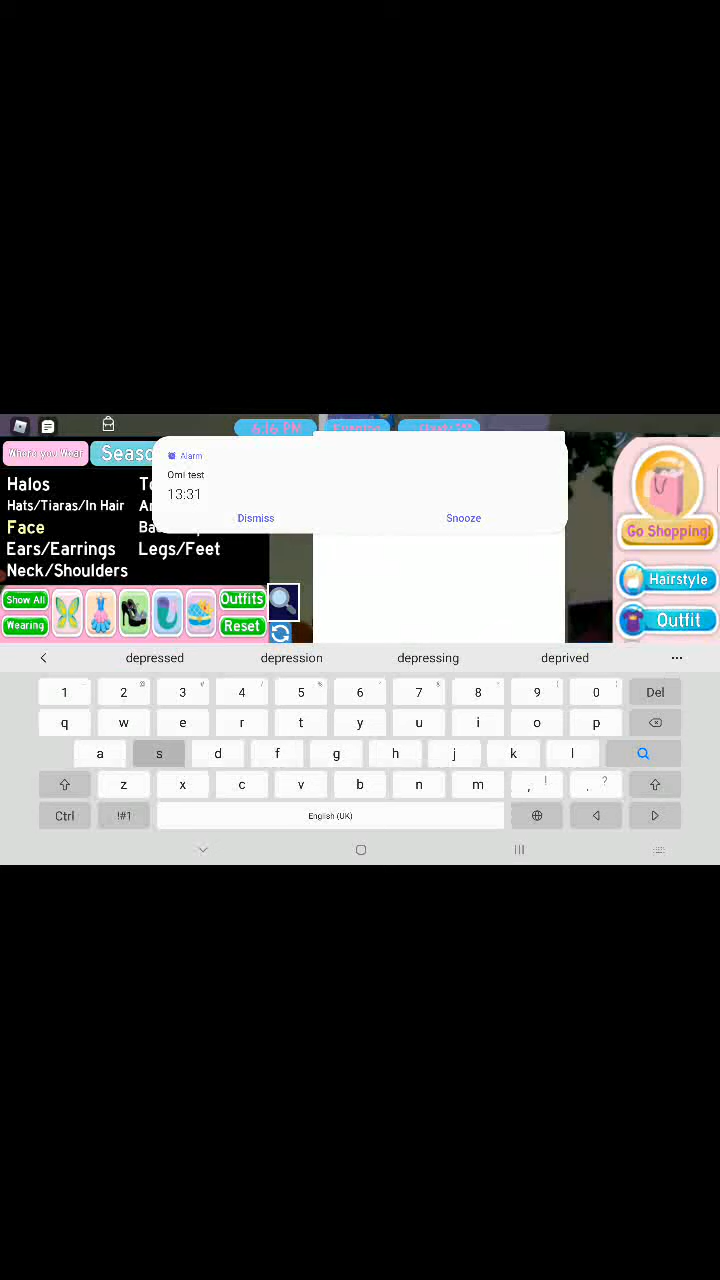 6:16 PM
Evening
Where you Wear
Seaso
Alarm
Omi test
13:31
Dismiss
Snooze
Halos
Hats/Tiaras/In Hair
Face
Ears/Earrings
Legs/Feet
Neck/Shoulders
Show All
Wearing
Outfits
Reset
Go Shopping!
Hairstyle
Outfit
depressed depression depressing deprived
1 2 3 4 5 6 7 8 9 0 Del
q w e r t y u i o p
a s d f g h j k l
z x c v b n m , ! . ?
Ctrl !#1 English (UK)